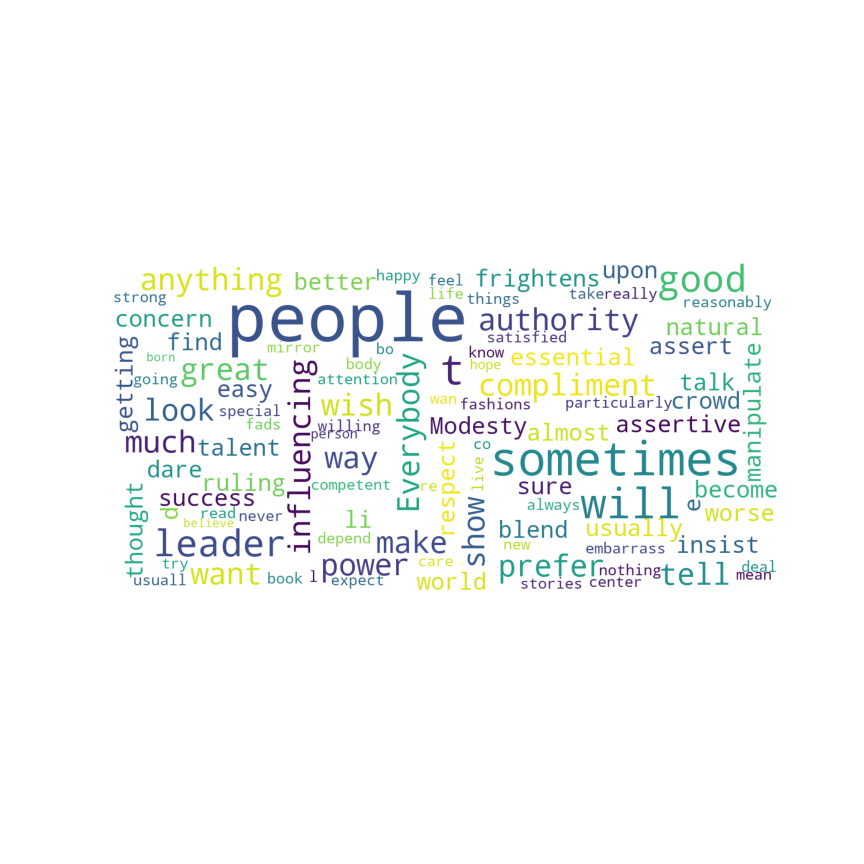 anything
better
happy
feel
frightens
upon
good
strong
people
life
things
take
really
reasonably
concern
find
authority
satisfied
natural
getting
born
mirror
bo
t
know
essential
assert
going
great
body
hope
easy
attention
compliment
talk
manipulate
look
special
wish
Everybody
wan
fashions
particularly
crowd
fads
influencing
willing
Modesty
almost
assertive
much
talent
person
way
co
sometimes
dare
ruling
competent
respect
live
sure
become
success
re
will
e
worse
thought
d
read
never
li
show
always
believe
blend
usually
leader
depend
make
new
embarrass
insist
try
power
care
prefer
nothing
deal
usuall
want
book
l
expect
world
stories
center
tell
mean